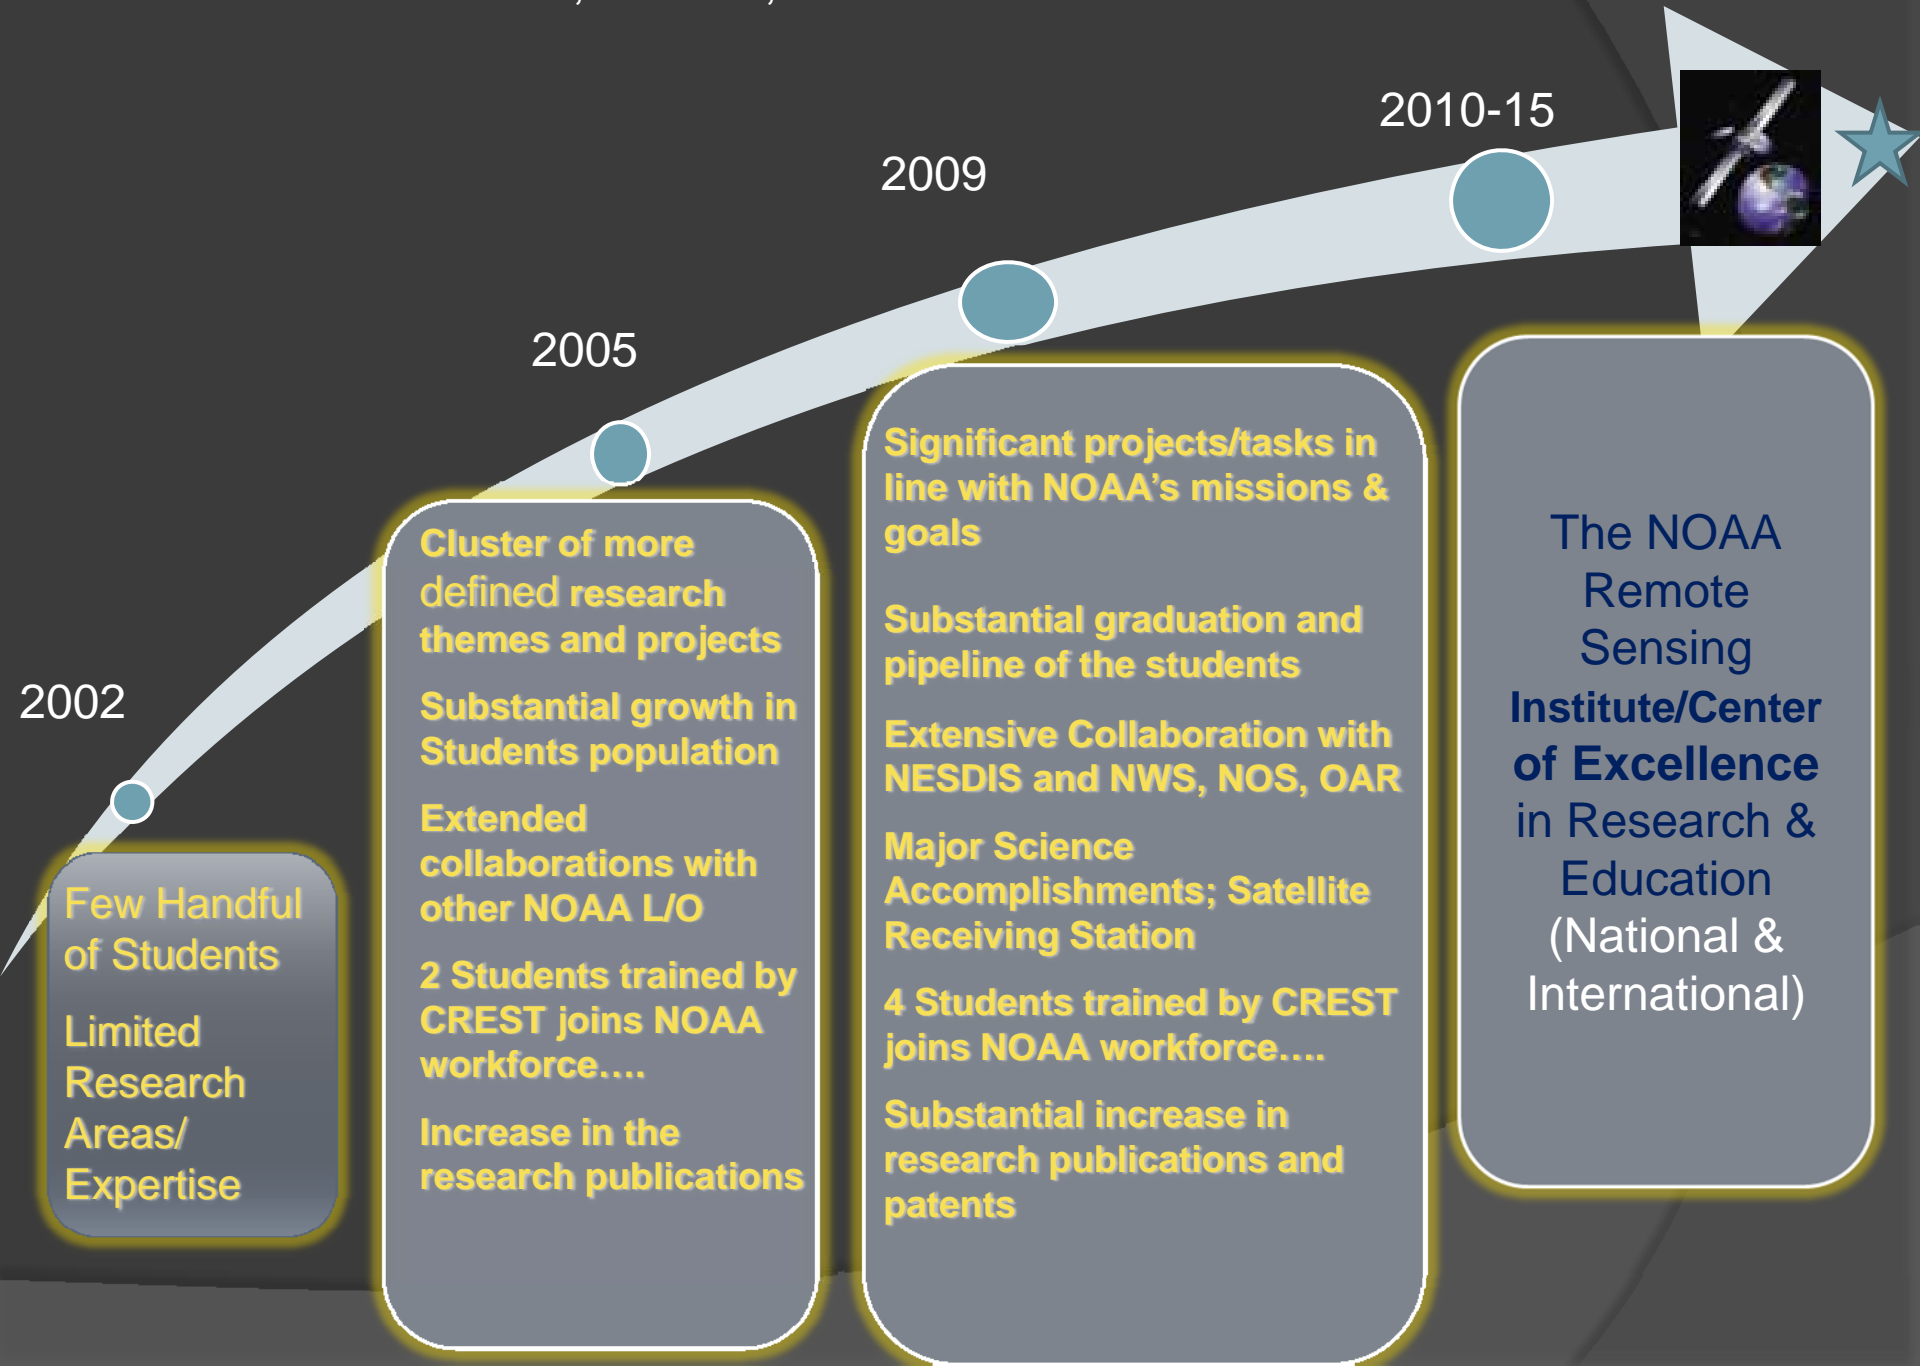 2010-15
2009
2005
2002
Few Handful
of Students
Limited
Research
Areas/
Expertise
Cluster of more
defined research
themes and projects
Substantial growth in
Students population
Extended
collaborations with
other NOAA L/O
2 Students trained by
CREST joins NOAA
workforce....
Increase in the
research publications
Significant projects/tasks in
line with NOAA’s missions &
goals
Substantial graduation and
pipeline of the students
Extensive Collaboration with
NESDIS and NWS, NOS, OAR
Major Science
Accomplishments; Satellite
Receiving Station
4 Students trained by CREST
joins NOAA workforce....
Substantial increase in
research publications and
patents
The NOAA
Remote
Sensing
Institute/Center
of Excellence
in Research &
Education
(National &
International)